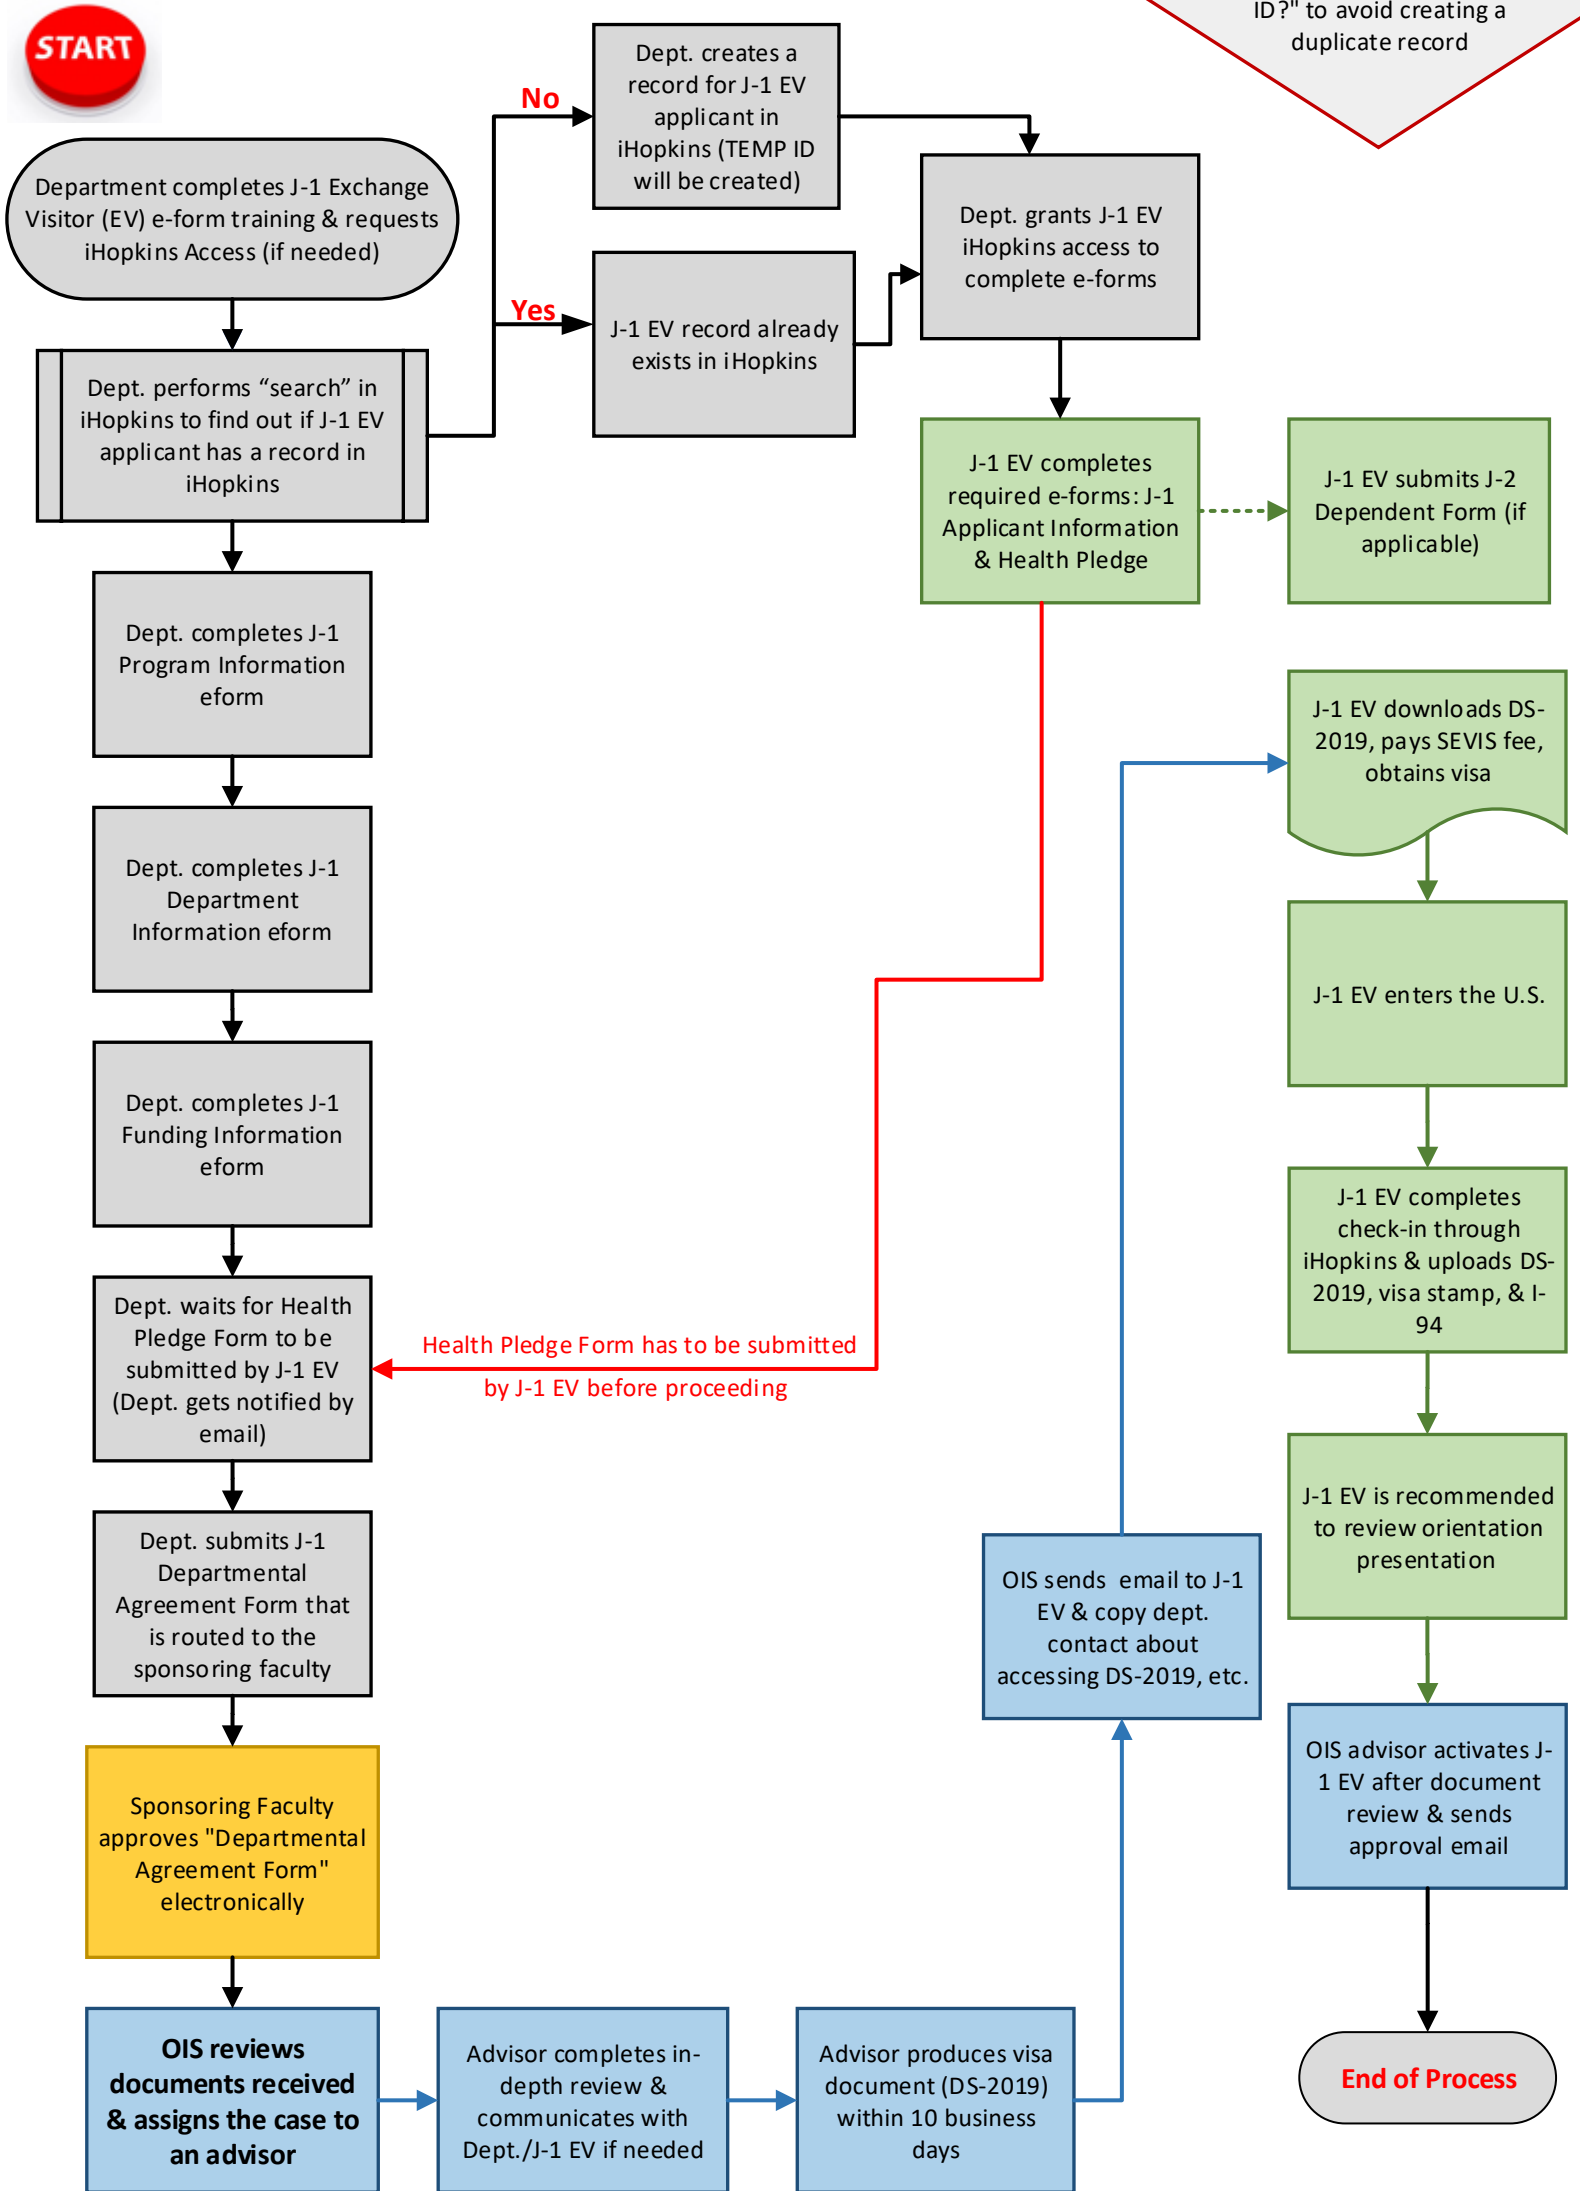 START
ID?" to avoid creating a
duplicate record
Department completes J-1 Exchange
Visitor (EV) e-form training & requests
iHopkins Access (if needed)
Dept. performs “search” in
iHopkins to find out if J-1 EV
applicant has a record in
iHopkins
No
Yes
Dept. creates a
record for J-1 EV
applicant in
iHopkins (TEMP ID
will be created)
J-1 EV record already
exists in iHopkins
Dept. grants J-1 EV
iHopkins access to
complete e-forms
J-1 EV completes
required e-forms: J-1
Applicant Information
& Health Pledge
J-1 EV submits J-2
Dependent Form (if
applicable)
Dept. completes J-1
Program Information
eform
Dept. completes J-1
Department
Information eform
Dept. completes J-1
Funding Information
eform
Dept. waits for Health
Pledge Form to be
submitted by J-1 EV
(Dept. gets notified by
email)
Health Pledge Form has to be submitted
by J-1 EV before proceeding
Dept. submits J-1
Departmental
Agreement Form that
is routed to the
sponsoring faculty
Sponsoring Faculty
approves "Departmental
Agreement Form"
electronically
OIS reviews
documents received
& assigns the case to
an advisor
Advisor completes in-
depth review &
communicates with
Dept./J-1 EV if needed
Advisor produces visa
document (DS-2019)
within 10 business
days
OIS sends email to J-1
EV & copy dept.
contact about
accessing DS-2019, etc.
J-1 EV downloads DS-
2019, pays SEVIS fee,
obtains visa
J-1 EV enters the U.S.
J-1 EV completes
check-in through
iHopkins & uploads DS-
2019, visa stamp, & I-
94
J-1 EV is recommended
to review orientation
presentation
OIS advisor activates J-
1 EV after document
review & sends
approval email
End of Process